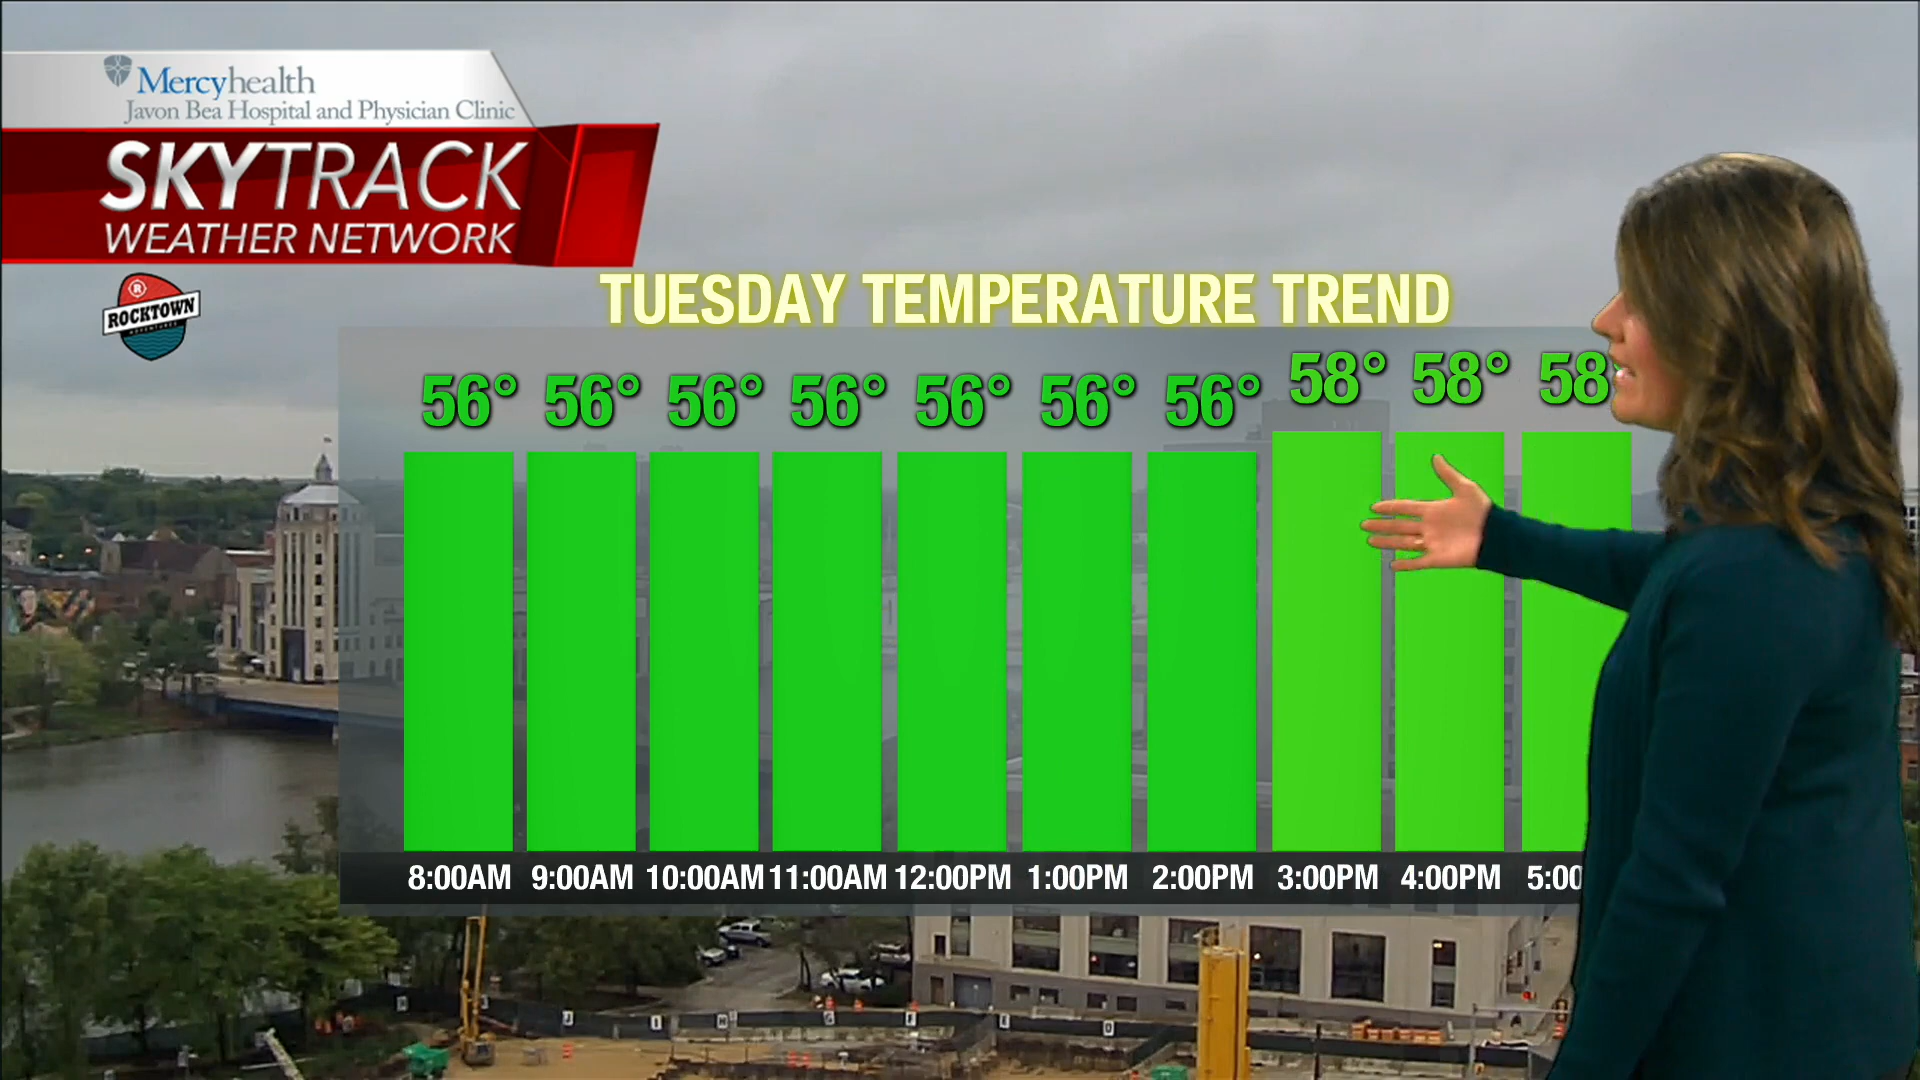 Mercyhealth
Javon Bea Hospital and Physician Clinic
SKYTRACK
WEATHER NETWORK
ROCKTOWN
TUESDAY TEMPERATURE TREND
56° 56° 56° 56° 56° 56° 56° 58° 58° 58
8:00AM 9:00AM 10:00AM 11:00AM 12:00PM 1:00PM 2:00PM 3:00PM 4:00PM 5:00
J I H G F E D